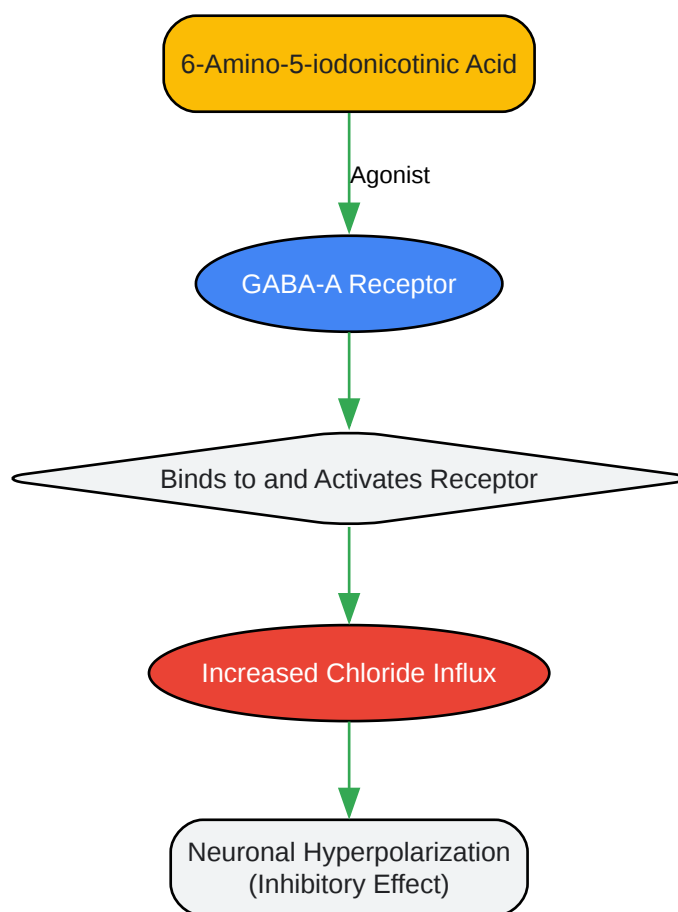 6-Amino-5-iodonicotinic Acid
Agonist
GABA-A Receptor
Binds to and Activates Receptor
Increased Chloride Influx
Neuronal Hyperpolarization
(Inhibitory Effect)